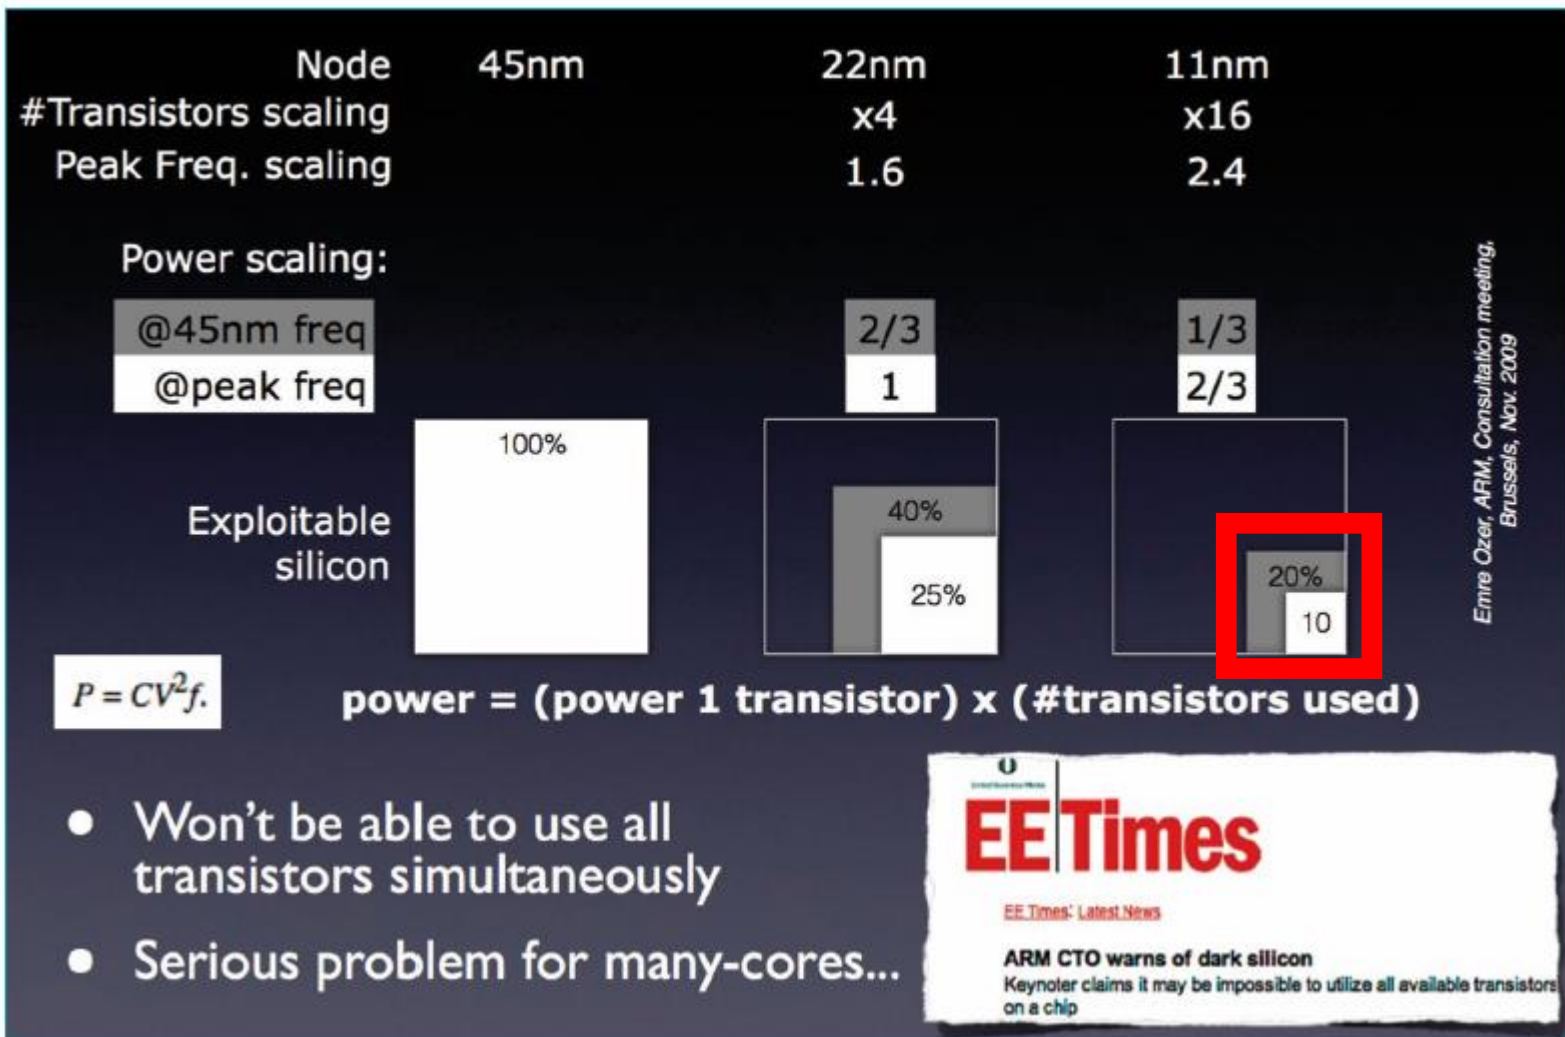 Node 45nm 22nm 11nm
#Transistors scaling x4 x16
Peak Freq. scaling 1.6 2.4
Power scaling:
@45nm freq 2/3 1/3
@peak freq 1 2/3
100%
Exploitable
silicon
40%
25%
20%
10
Emre Ozer, ARM, Consultation meeting,
Brussels, Nov. 2009
P = CV²f.
power = (power 1 transistor) x (#transistors used)
● Won't be able to use all
transistors simultaneously
● Serious problem for many-cores...
EETimes
EE Times: Latest News
ARM CTO warns of dark silicon
Keynoter claims it may be impossible to utilize all available transistors
on a chip